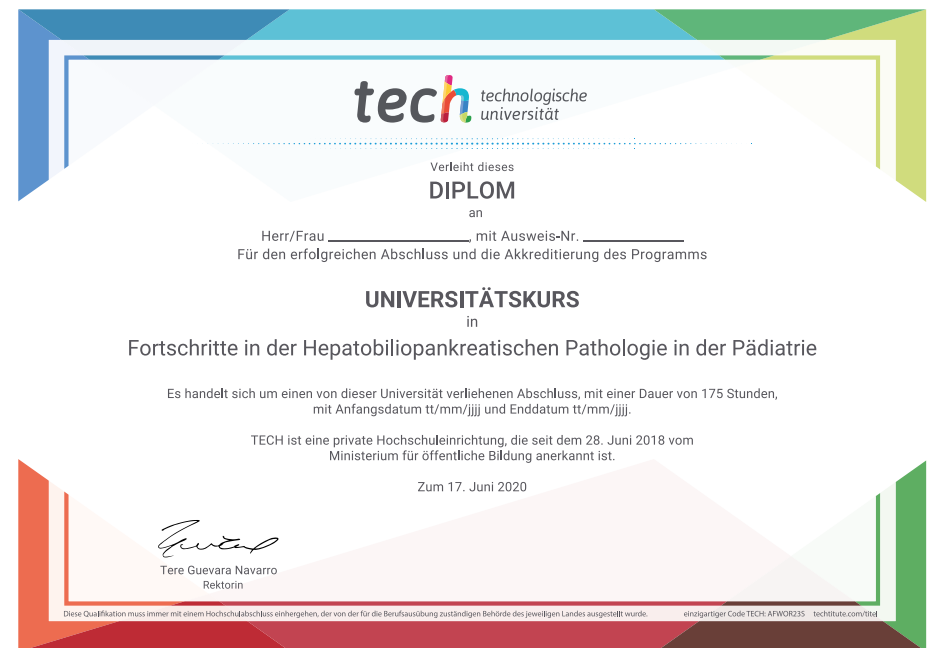 tech technologische
universität
Verleiht dieses
DIPLOM
an
Herr/Frau ____________________, mit Ausweis-Nr. ______________
Für den erfolgreichen Abschluss und die Akkreditierung des Programms
UNIVERSITÄTSKURS
in
Fortschritte in der Hepatobiliopankreatischen Pathologie in der Pädiatrie
Es handelt sich um einen von dieser Universität verliehenen Abschluss, mit einer Dauer von 175 Stunden,
mit Anfangsdatum tt/mm/jjjj und Enddatum tt/mm/jjjj.
TECH ist eine private Hochschuleinrichtung, die seit dem 28. Juni 2018 vom
Ministerium für öffentliche Bildung anerkannt ist.
Zum 17. Juni 2020
Tere Guevara Navarro
Rektorin
Diese Qualifikation muss immer mit einem Hochschulabschluss einhergehen, der von der für die Berufsausübung zuständigen Behörde des jeweiligen Landes ausgestellt wurde. einzigartiger Code TECH: AFWOR23S techtitute.com/titel